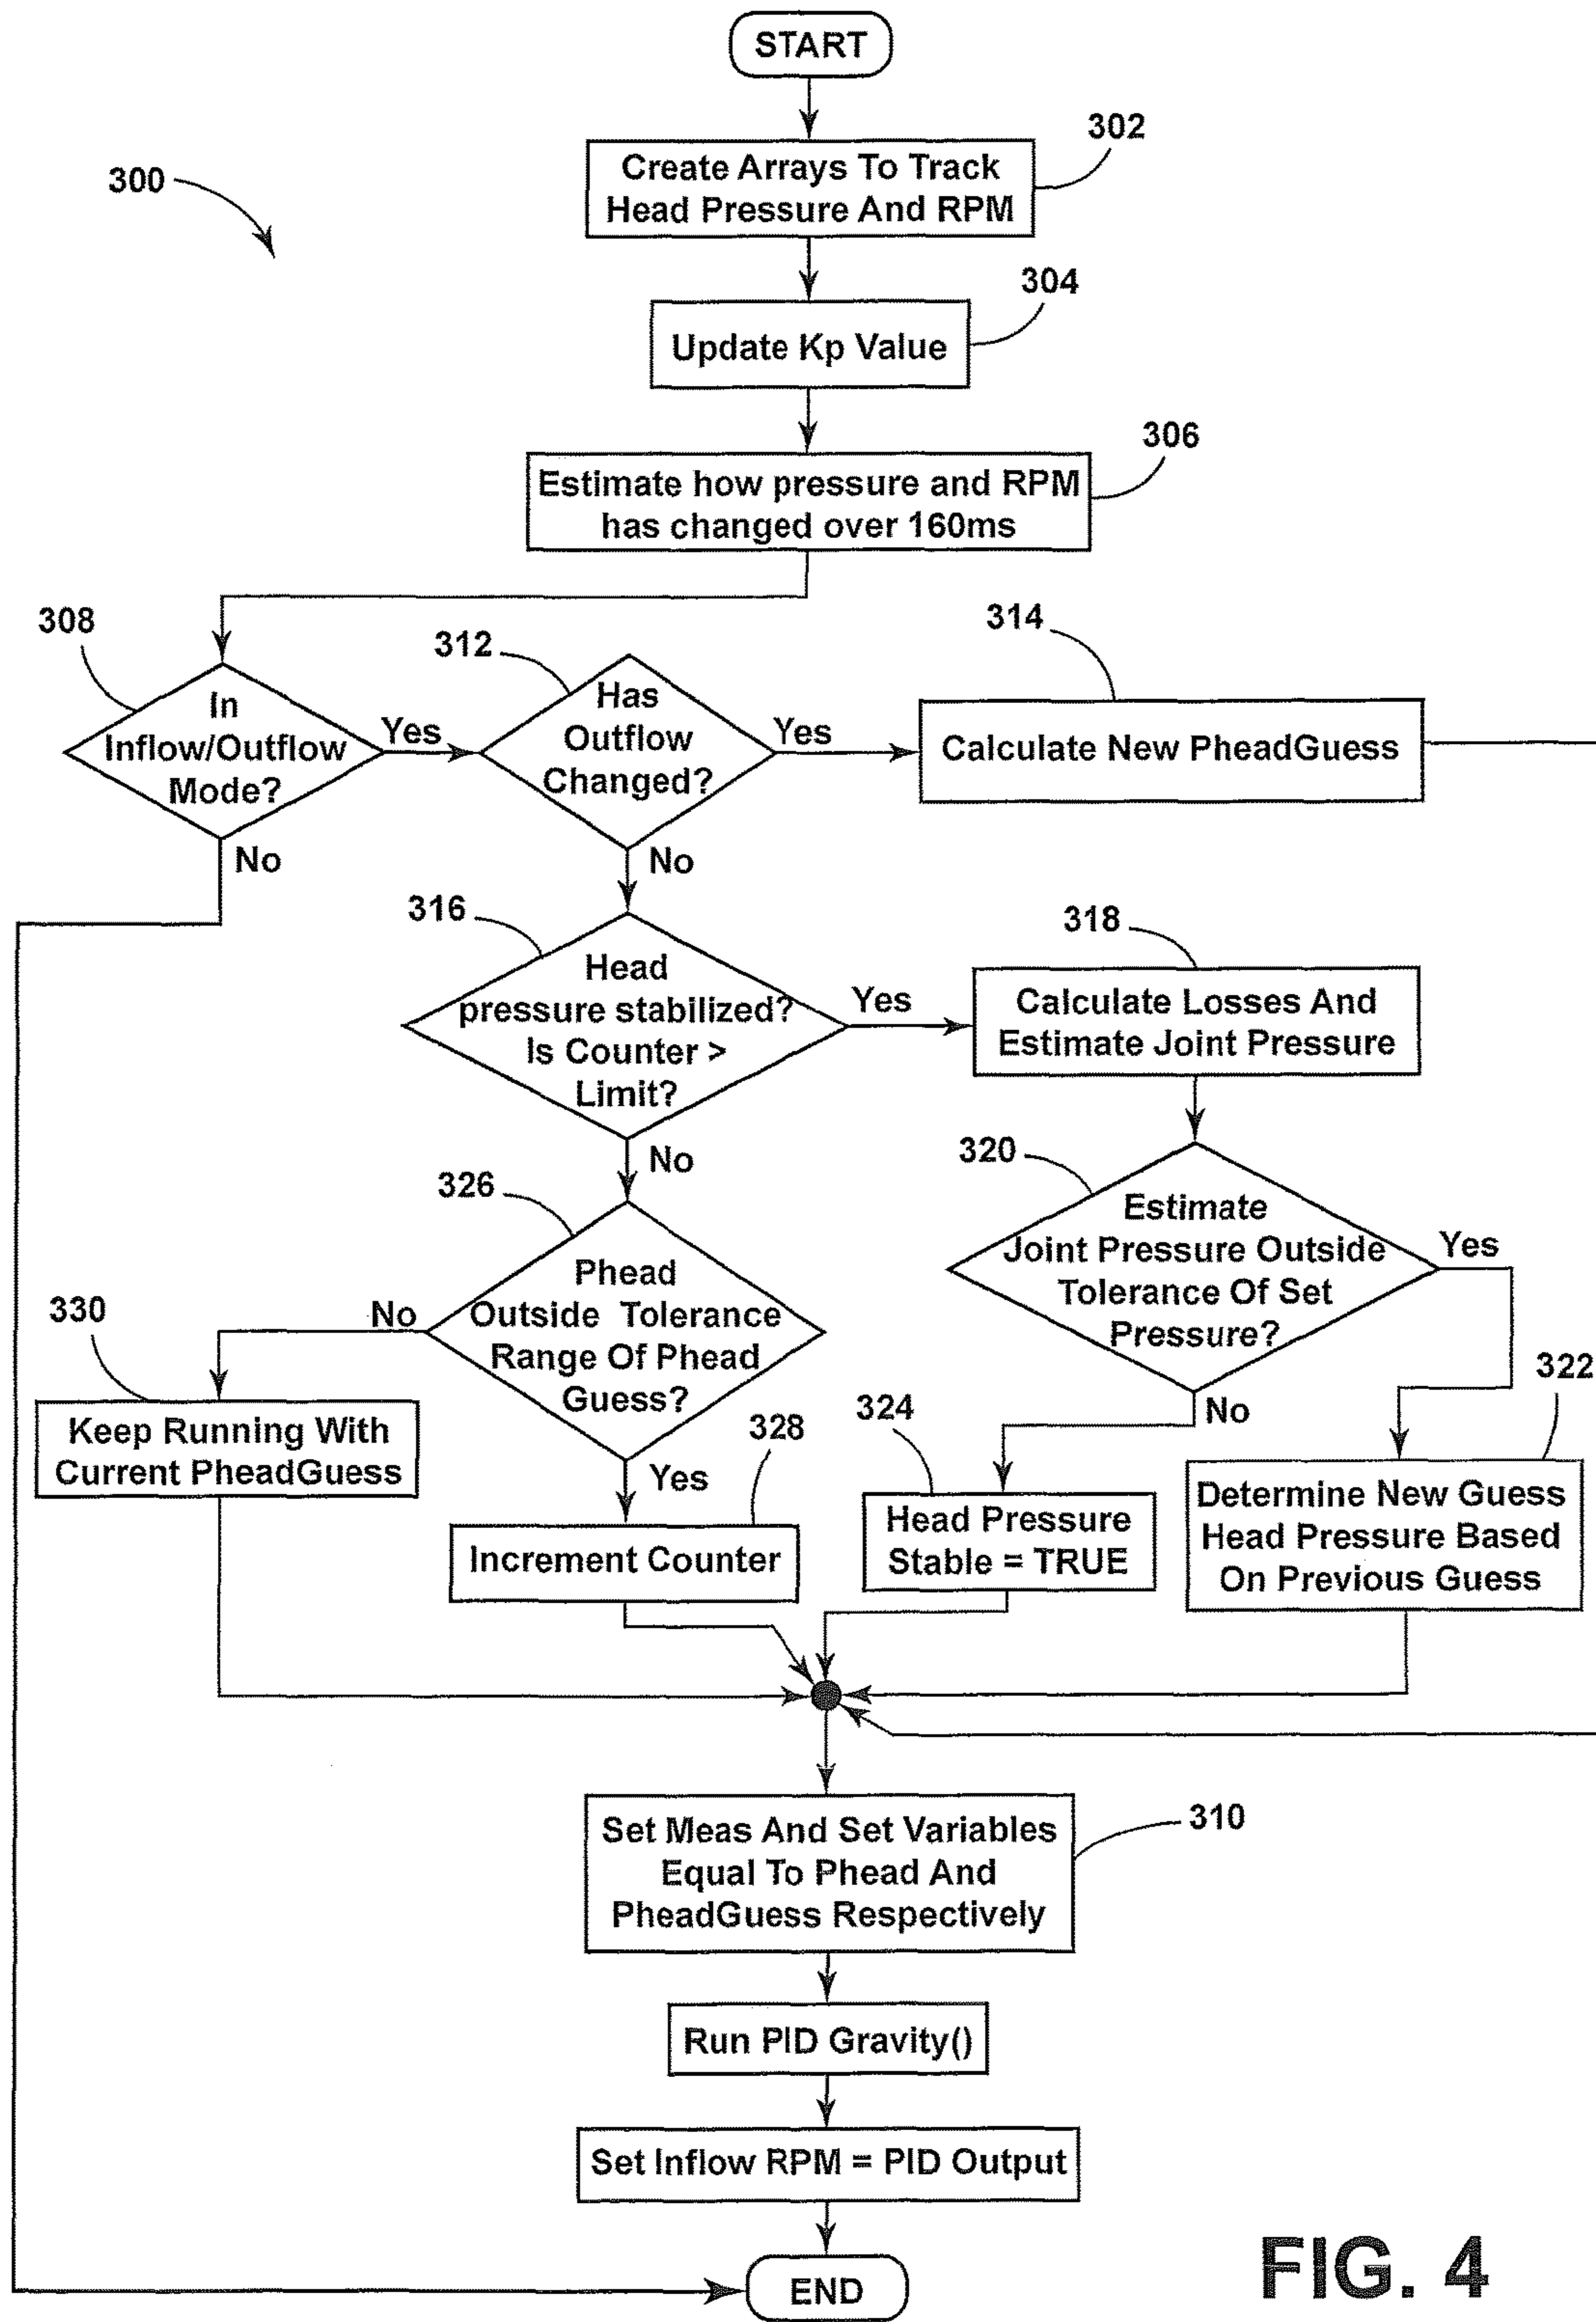 START
302
Create Arrays To Track
Head Pressure And RPM
300
304
Update Kp Value
306
Estimate how pressure and RPM
has changed over 160ms
308
In
Inflow/Outflow
Mode?
Yes
No
312
Has
Outflow
Changed?
Yes
No
314
Calculate New PheadGuess
316
Head
pressure stabilized?
Is Counter >
Limit?
Yes
No
318
Calculate Losses And
Estimate Joint Pressure
320
Estimate
Joint Pressure Outside
Tolerance Of Set
Pressure?
Yes
No
326
Phead
Outside Tolerance
Range Of Phead
Guess?
No
Yes
330
Keep Running With
Current PheadGuess
328
Increment Counter
324
Head Pressure
Stable = TRUE
322
Determine New Guess
Head Pressure Based
On Previous Guess
310
Set Meas And Set Variables
Equal To Phead And
PheadGuess Respectively
Run PID Gravity()
Set Inflow RPM = PID Output
END
FIG. 4